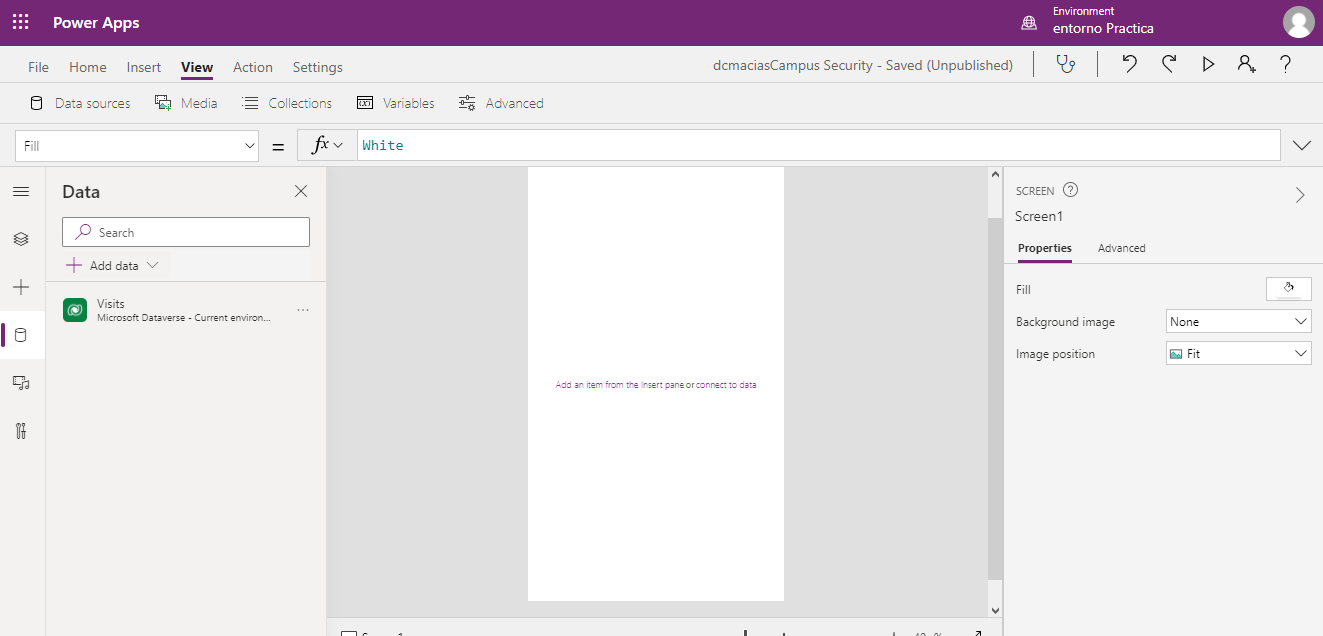 Power Apps
Environment
entorno Practica
File Home Insert View Action Settings
dcmaciasCampus Security - Saved (Unpublished)
Data sources Media Collections Variables Advanced
Fill = fx White
Data
Search
Add data
Visits
Microsoft Dataverse - Current environ...
Add an item from the Insert pane or connect to data
SCREEN ?
Screen1
Properties Advanced
Fill
Background image None
Image position Fit